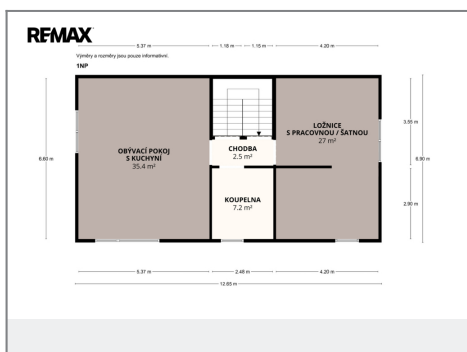 RE/MAX
5.37 m
1.18 m
1.15 m
4.20 m
Výměry a rozměry jsou pouze informativní.
1NP
OBÝVACÍ POKOJ
S KUCHYNÍ
35.4 m²
CHODBA
2.5 m²
LOŽNICE
S PRACOVNOU / ŠATNOU
27 m²
KOUPELNA
7.2 m²
6.60 m
3.55 m
6.90 m
2.90 m
5.37 m
2.48 m
4.20 m
12.65 m